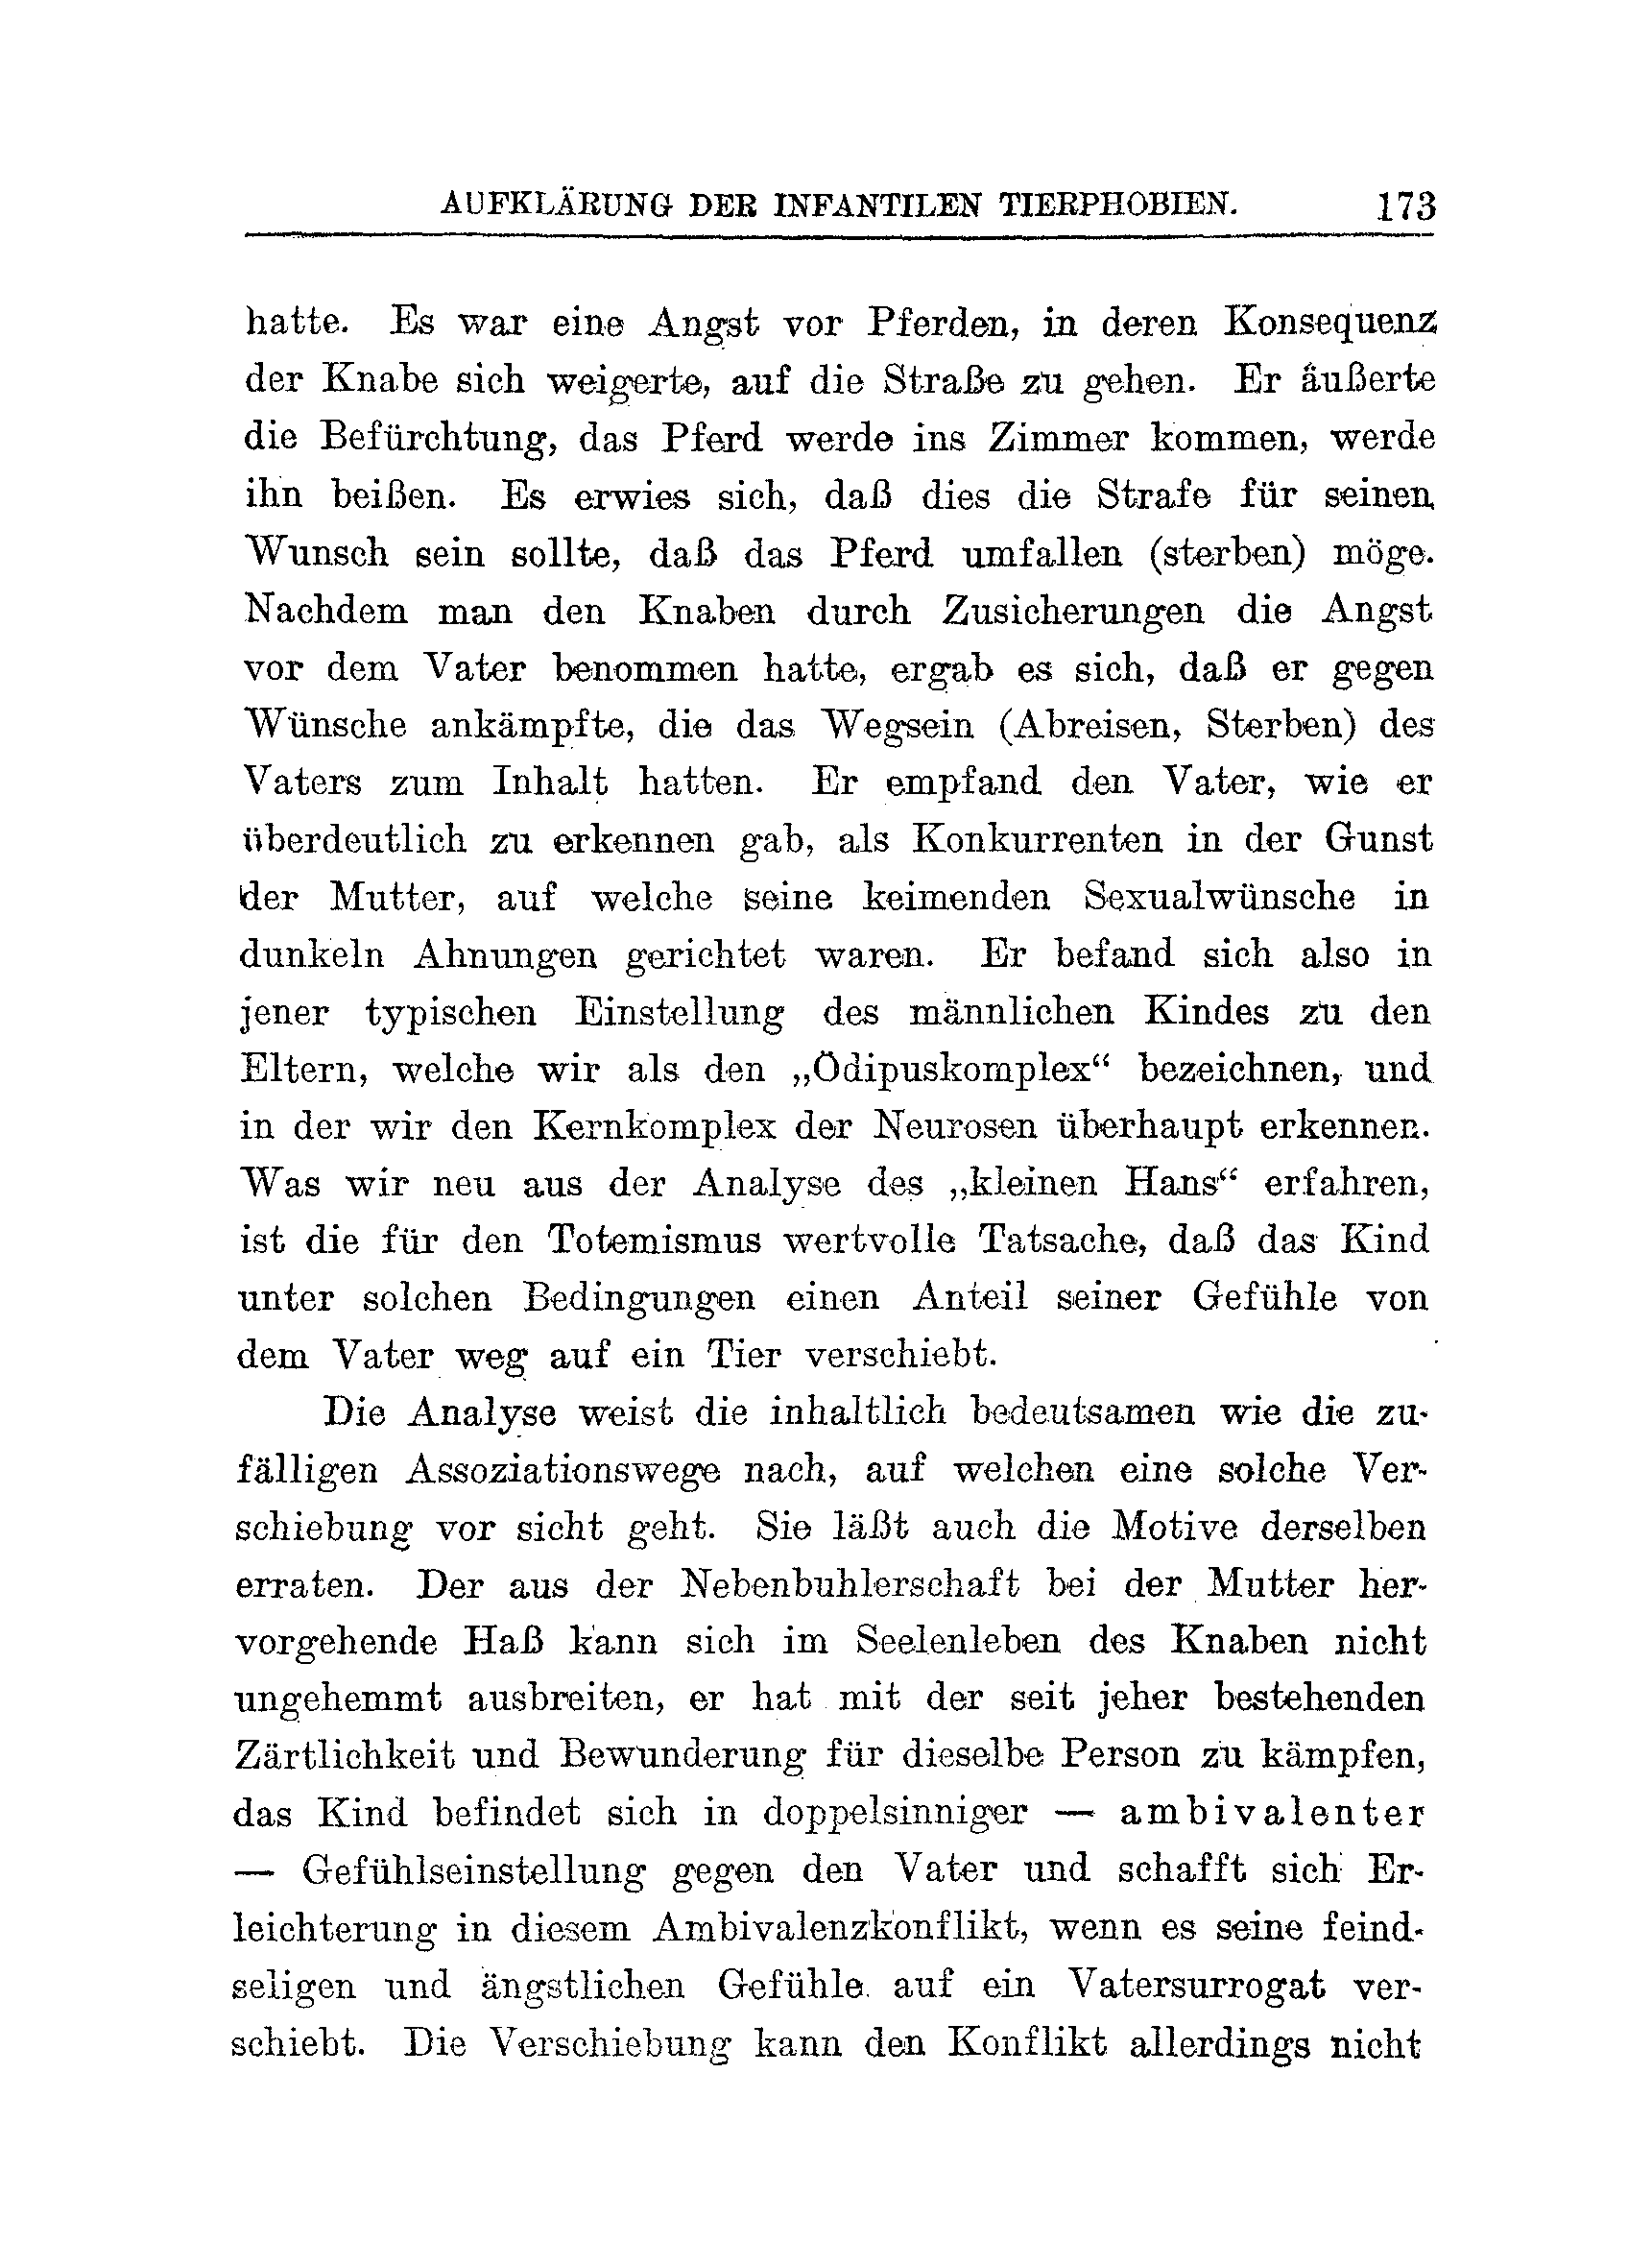 AUFKLÄRUNG DER INFANTILEN TIERPHOBIEN. 173
hatte. Es war eine Angst vor Pferden, in deren Konsequenz
der Knabe sich weigerte, auf die Straße zu gehen. Er äußerte
die Befürchtung, das Pferd werde ins Zimmer kommen, werde
ihn beißen. Es erwies sich, daß dies die Strafe für seinen
Wunsch sein sollte, daß das Pferd umfallen (sterben) möge.
Nachdem man den Knaben durch Zusicherungen die Angst
vor dem Vater benommen hatte, ergab es sich, daß er gegen
Wünsche ankämpfte, die das Wegsein (Abreisen, Sterben) des
Vaters zum Inhalt hatten. Er empfand den Vater, wie er
überdeutlich zu erkennen gab, als Konkurrenten in der Gunst
der Mutter, auf welche seine keimenden Sexualwünsche in
dunkeln Ahnungen gerichtet waren. Er befand sich also in
jener typischen Einstellung des männlichen Kindes zu den
Eltern, welche wir als den „Ödipuskomplex“ bezeichnen, und
in der wir den Kernkomplex der Neurosen überhaupt erkennen.
Was wir neu aus der Analyse des „kleinen Hans“ erfahren,
ist die für den Totemismus wertvolle Tatsache, daß das Kind
unter solchen Bedingungen einen Anteil seiner Gefühle von
dem Vater weg auf ein Tier verschiebt.
Die Analyse weist die inhaltlich bedeutsamen wie die zu-
fälligen Assoziationswege nach, auf welchen eine solche Ver-
schiebung vor sicht geht. Sie läßt auch die Motive derselben
erraten. Der aus der Nebenbuhlerschaft bei der Mutter her-
vorgehende Haß kann sich im Seelenleben des Knaben nicht
ungehemmt ausbreiten, er hat mit der seit jeher bestehenden
Zärtlichkeit und Bewunderung für dieselbe Person zu kämpfen,
das Kind befindet sich in doppelsinniger — ambivalenter
— Gefühlseinstellung gegen den Vater und schafft sich Er-
leichterung in diesem Ambivalenzkonflikt, wenn es seine feind-
seligen und ängstlichen Gefühle auf ein Vatersurrogat ver-
schiebt. Die Verschiebung kann den Konflikt allerdings nicht